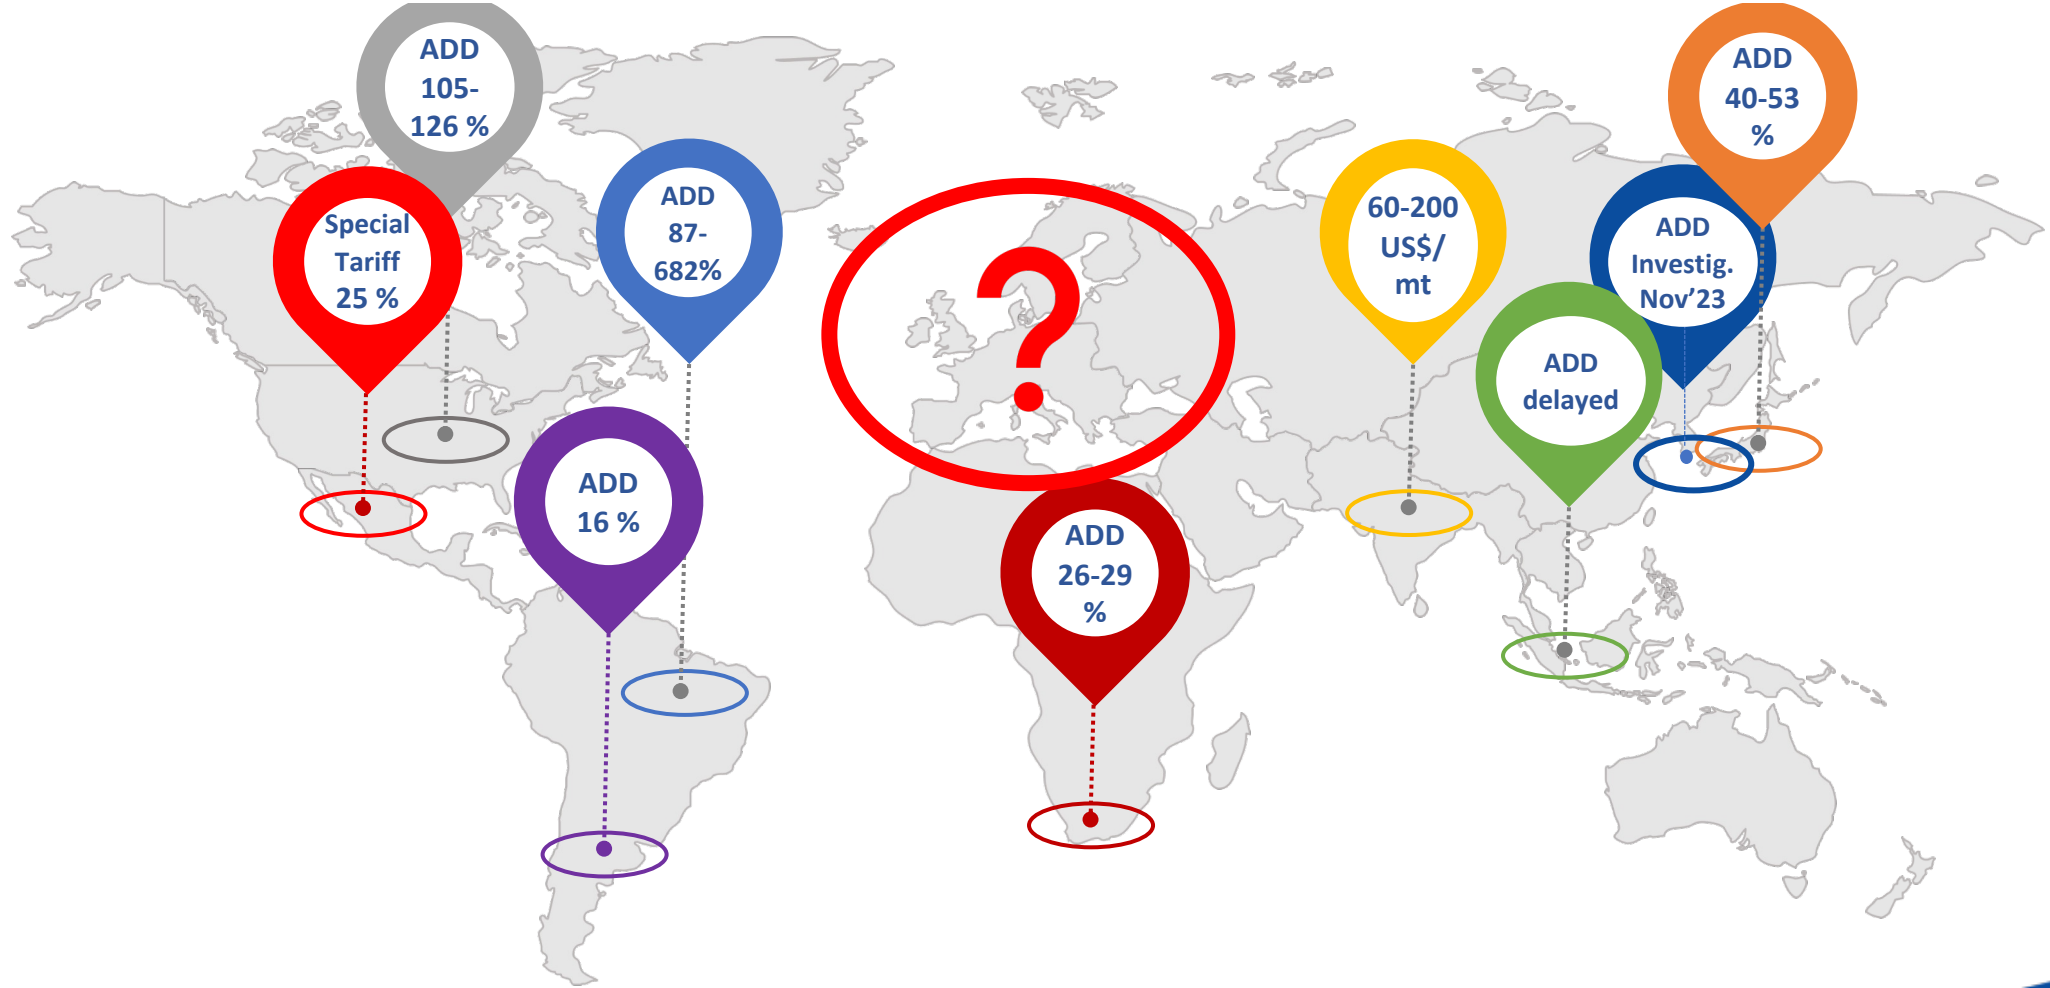 ADD
105-
126 %
ADD
40-53
%
Special
Tariff
25 %
ADD
87-
682%
60-200
US$/
mt
ADD
Investig.
Nov'23
?
ADD
delayed
ADD
16 %
ADD
26-29
%